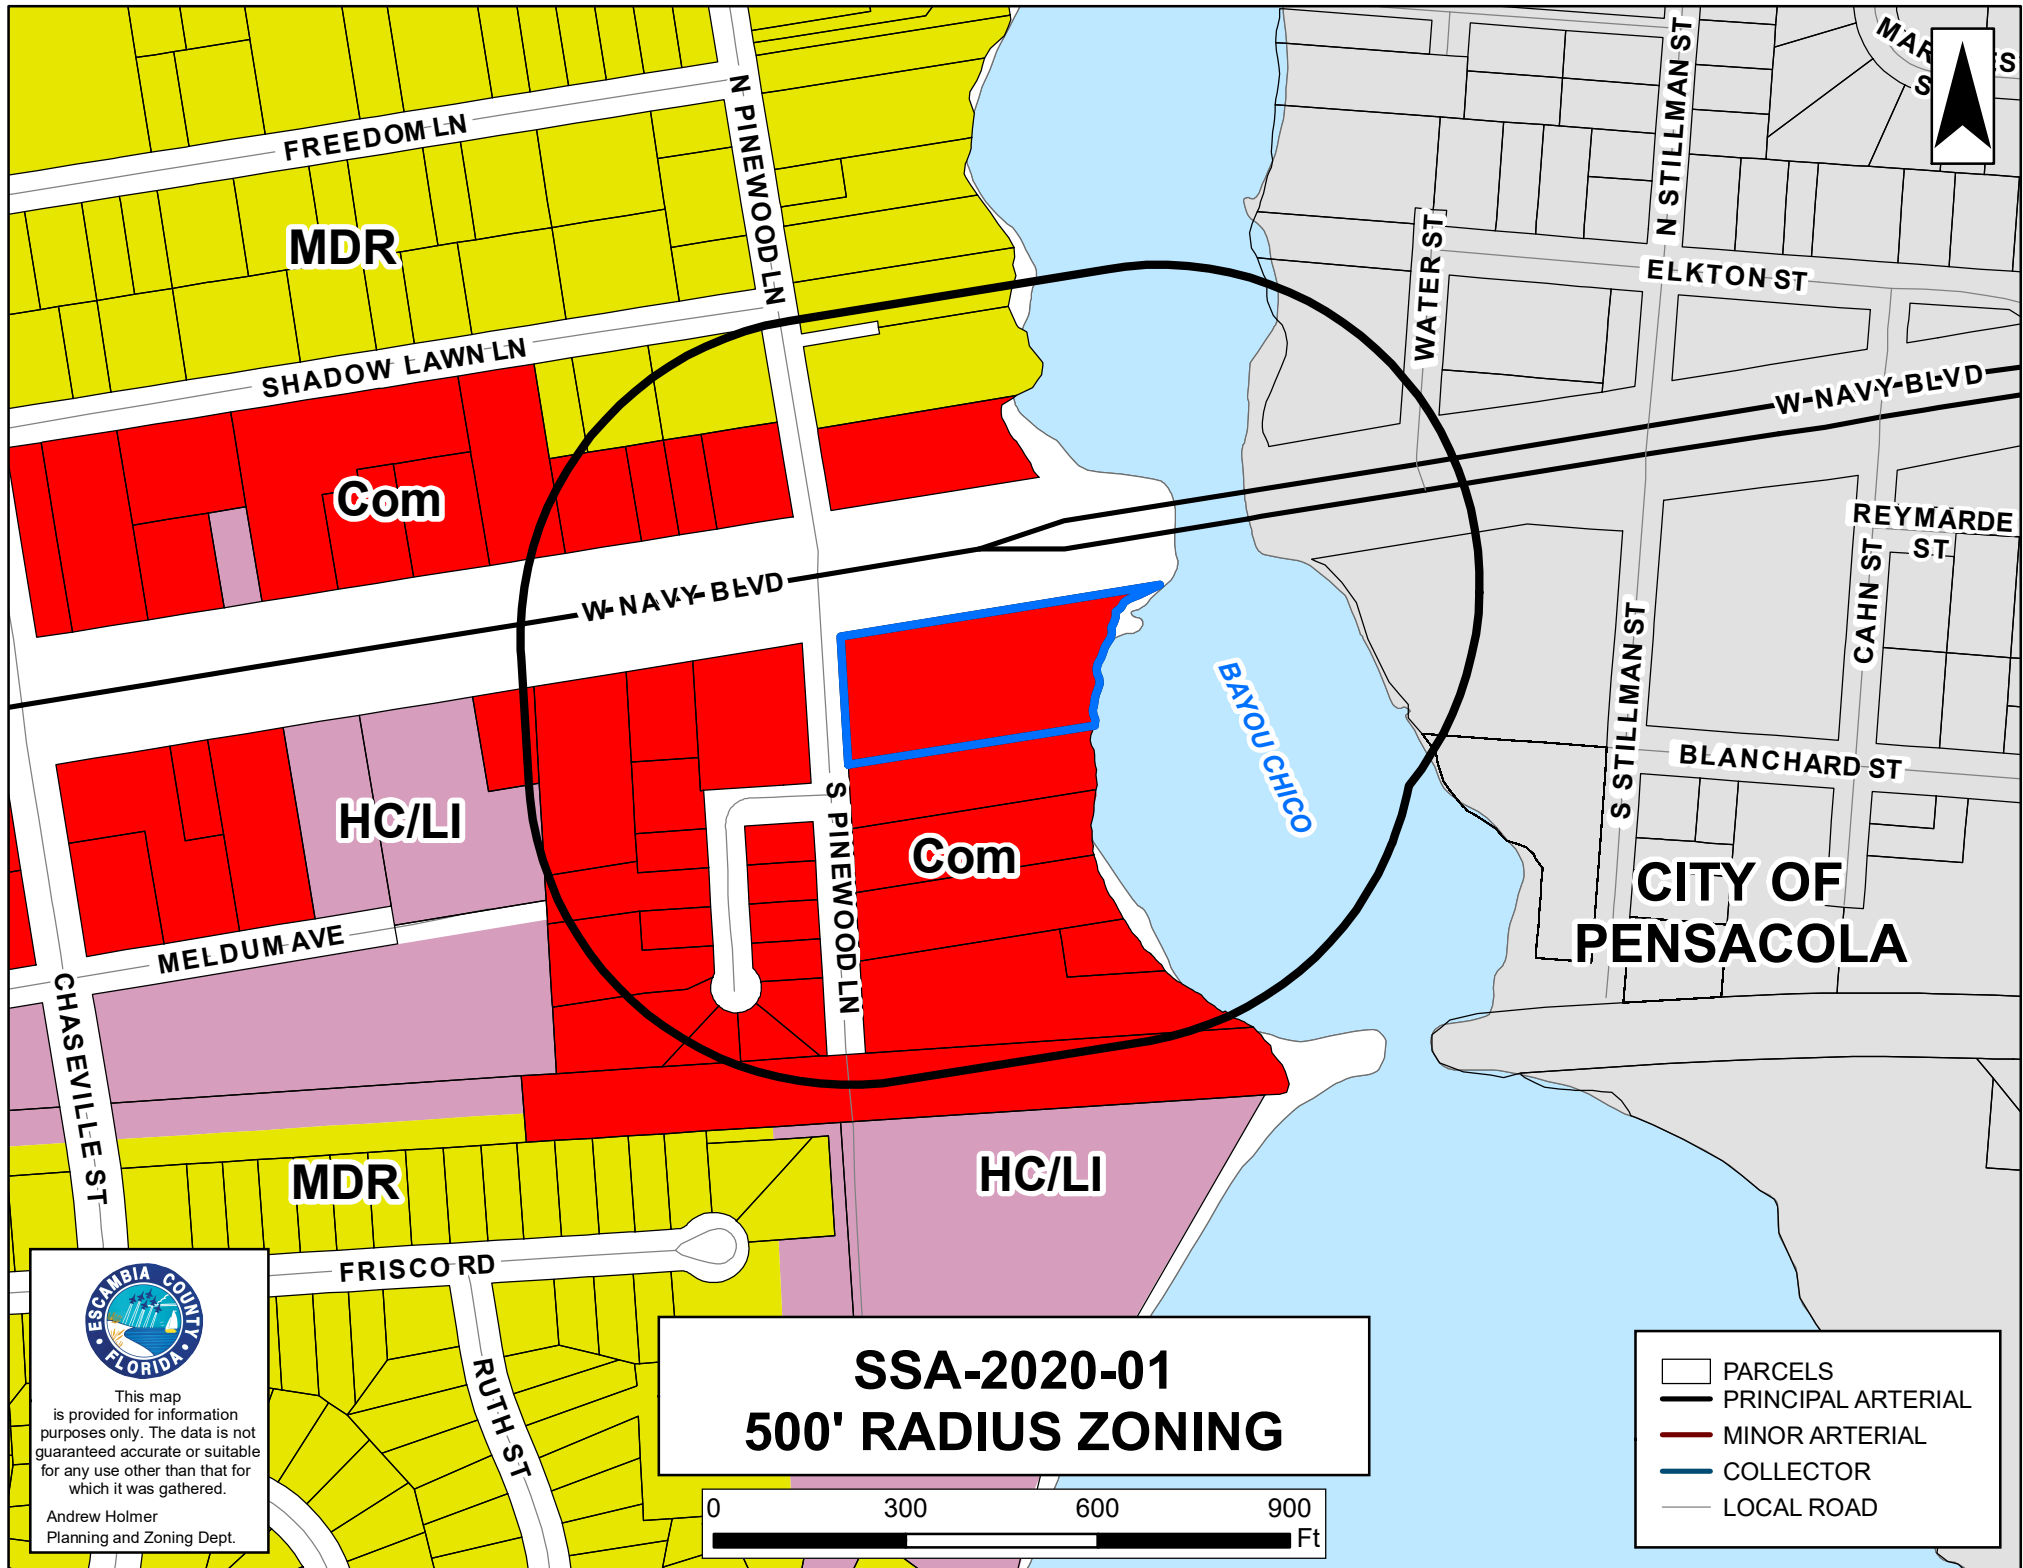 FREEDOM LN
N PINEWOOD LN
MDR
SHADOW LAWN LN
N STILLMAN ST
WATER ST
ELKTON ST
W NAVY BLVD
Com
REYMARDE
ST
CAHN ST
W NAVY BLVD
S STILLMAN ST
BAYOU CHICO
BLANCHARD ST
HC/LI
S PINEWOOD LN
Com
CITY OF
PENSACOLA
MELDUM AVE
CHASEVILLE ST
MDR
HC/LI
FRISCO RD
RUTH ST
ESCAMBIA COUNTY
FLORIDA
This map
is provided for information
purposes only. The data is not
guaranteed accurate or suitable
for any use other than that for
which it was gathered.
Andrew Holmer
Planning and Zoning Dept.
SSA-2020-01
500' RADIUS ZONING
0 300 600 900
Ft
PARCELS
PRINCIPAL ARTERIAL
MINOR ARTERIAL
COLLECTOR
LOCAL ROAD